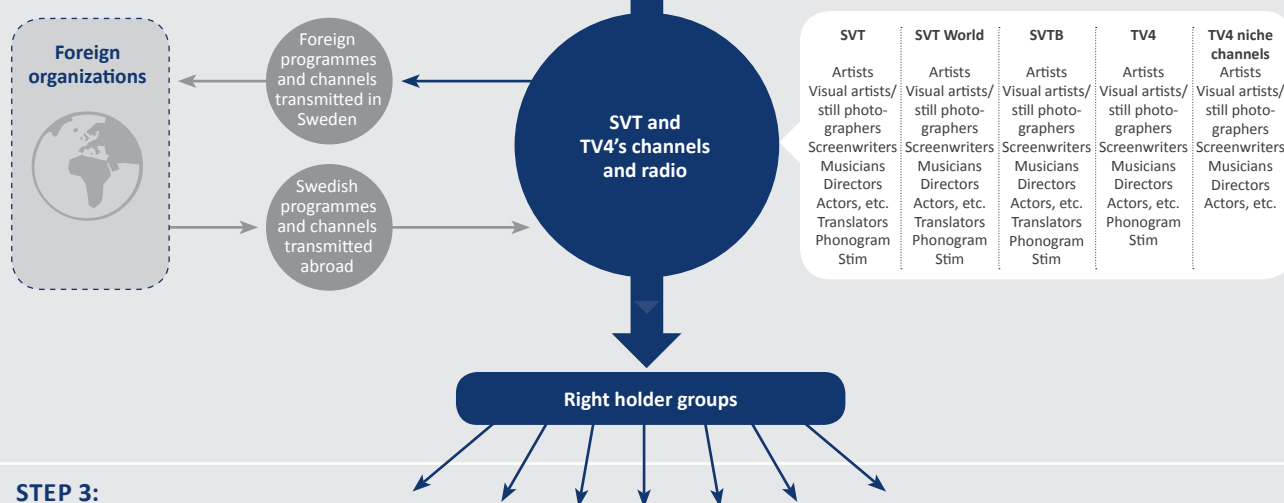 Foreign
organizations
Foreign
programmes
and channels
transmitted in
Sweden
Swedish
programmes
and channels
transmitted
abroad
SVT and
TV4's channels
and radio
SVT
Artists
Visual artists/
still photo-
graphers
Screenwriters
Musicians
Directors
Actors, etc.
Translators
Phonogram
Stim
SVT World
Artists
Visual artists/
still photo-
graphers
Screenwriters
Musicians
Directors
Actors, etc.
Translators
Phonogram
Stim
SVTB
Artists
Visual artists/
still photo-
graphers
Screenwriters
Musicians
Directors
Actors, etc.
Translators
Phonogram
Stim
TV4
Artists
Visual artists/
still photo-
graphers
Screenwriters
Musicians
Directors
Actors, etc.
Phonogram
Stim
TV4 niche
channels
Artists
Visual artists/
still photo-
graphers
Screenwriters
Musicians
Directors
Actors, etc.
Right holder groups
STEP 3: